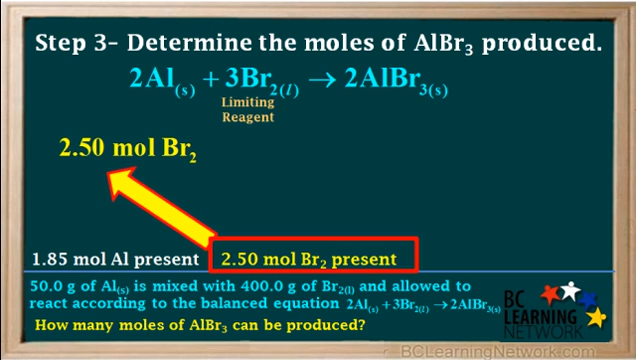 Step 3– Determine the moles of AlBr₃ produced.
2Al₍s₎ + 3Br₂₍l₎ → 2AlBr₃₍s₎
Limiting
Reagent
2.50 mol Br₂
1.85 mol Al present 2.50 mol Br₂ present
50.0 g of Al₍s₎ is mixed with 400.0 g of Br₂₍l₎ and allowed to
react according to the balanced equation 2Al₍s₎ + 3Br₂₍l₎ → 2AlBr₃₍s₎
How many moles of AlBr₃ can be produced?
BC
LEARNING
NETWORK
BCLearningNetwork.com